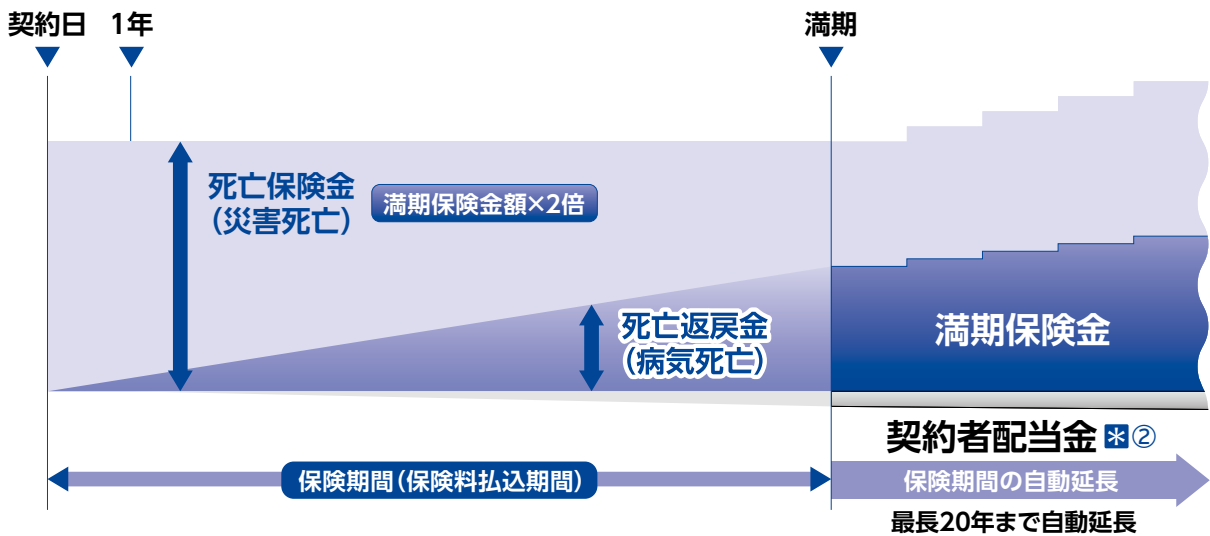 契約日
1年
満期
死亡保険金
(災害死亡)
満期保険金額×2倍
死亡返戻金
(病気死亡)
満期保険金
契約者配当金*②
保険期間(保険料払込期間)
保険期間の自動延長
最長20年まで自動延長